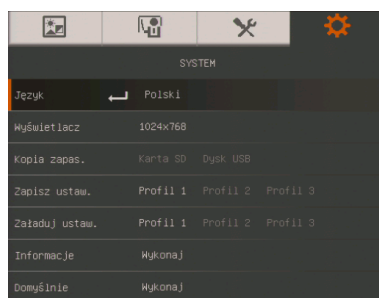 SYSTEM
Język Polski
Wyświetlacz 1024x768
Kopia zapas. Karta SD Dysk USB
Zapisz ustaw. Profil 1 Profil 2 Profil 3
Załaduj ustaw. Profil 1 Profil 2 Profil 3
Informacje Wykonaj
Domyślnie Wykonaj